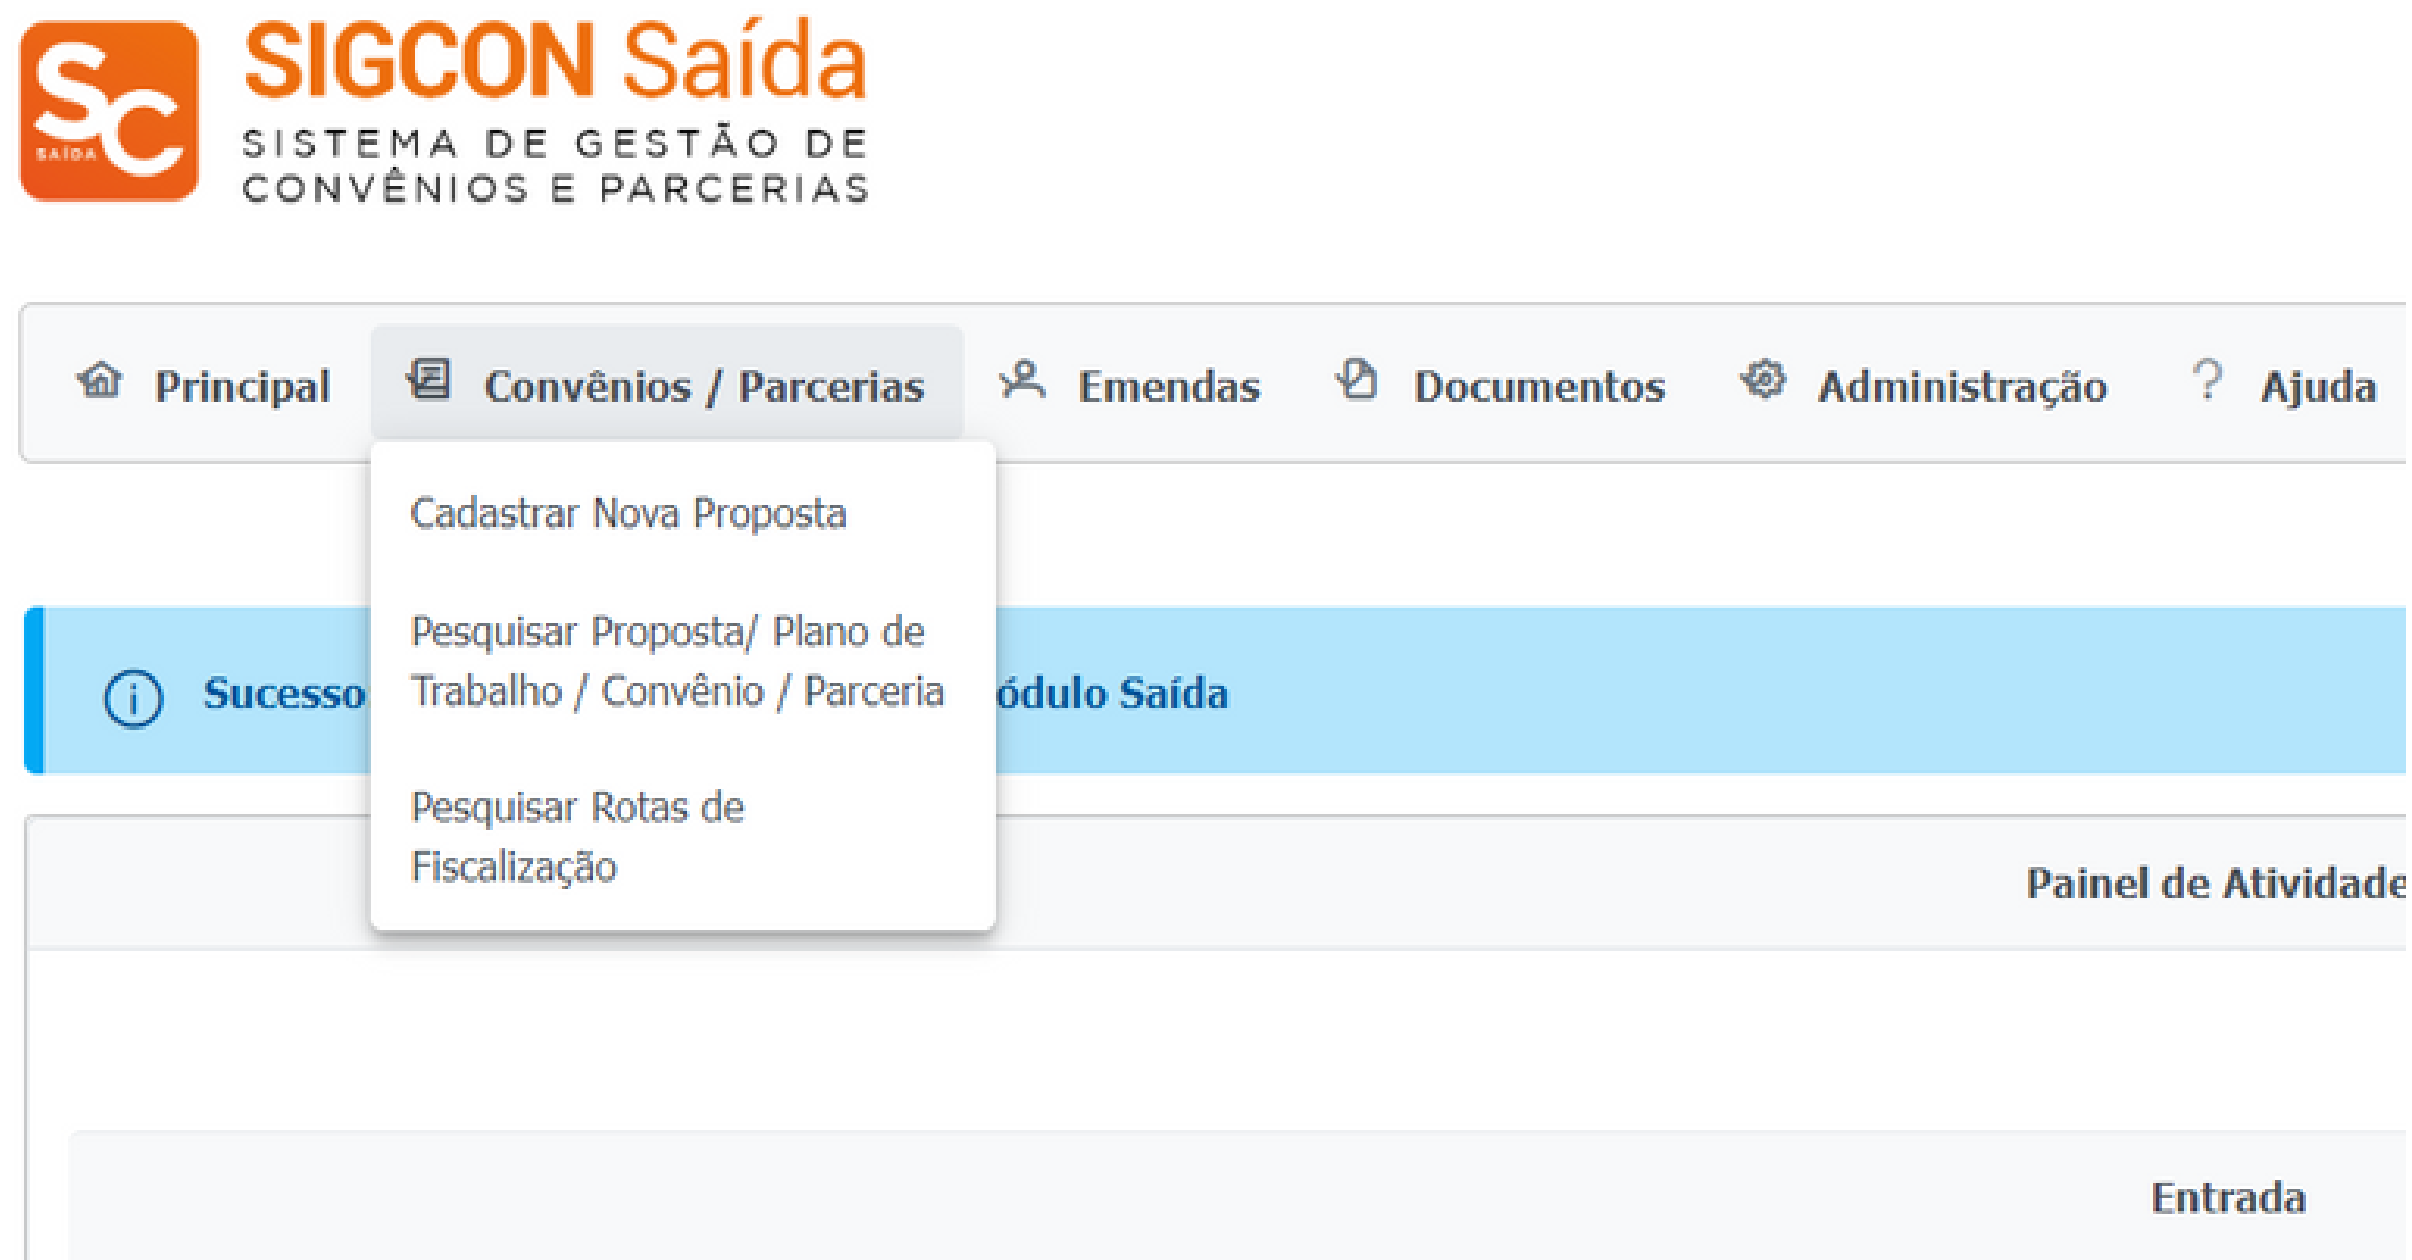 SC
SAÍDA
SIGCON Saída
SISTEMA DE GESTÃO DE
CONVÊNIOS E PARCERIAS
Principal Convênios / Parcerias Emendas Documentos Administração ? Ajuda
Cadastrar Nova Proposta
Pesquisar Proposta/ Plano de
Trabalho / Convênio / Parceria
Pesquisar Rotas de
Fiscalização
Sucesso ódulo Saída
Painel de Atividade
Entrada